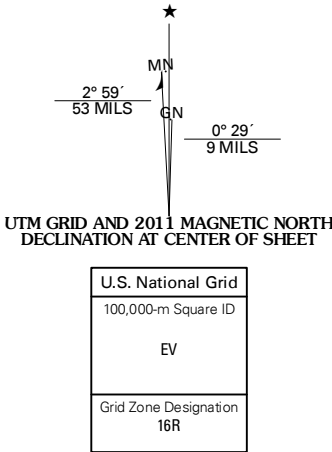 ★
MN
GN
2° 59´
53 MILS
0° 29´
9 MILS
UTM GRID AND 2011 MAGNETIC NORTH
DECLINATION AT CENTER OF SHEET
U.S. National Grid
100,000-m Square ID
EV
Grid Zone Designation
16R